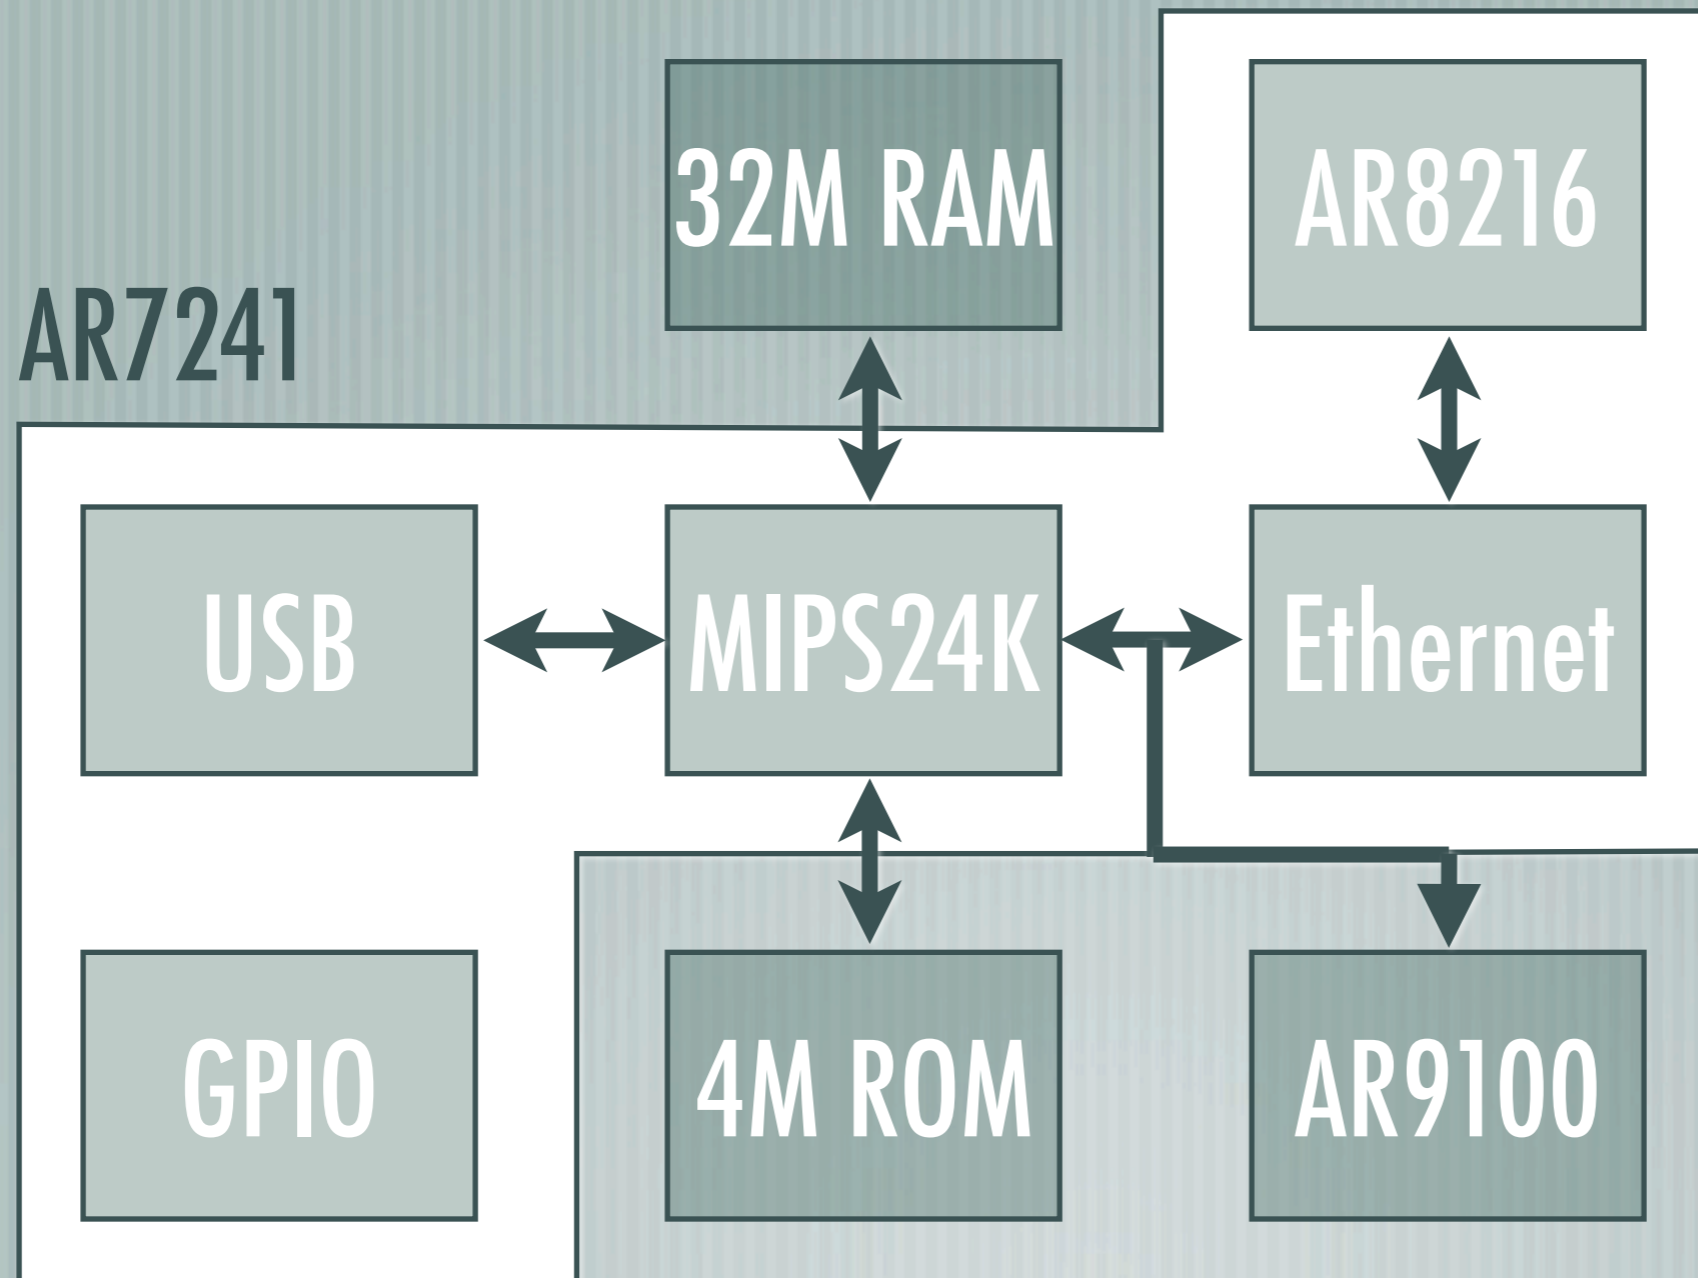 32M RAM
AR8216
AR7241
USB
MIPS24K
Ethernet
GPIO
4M ROM
AR9100